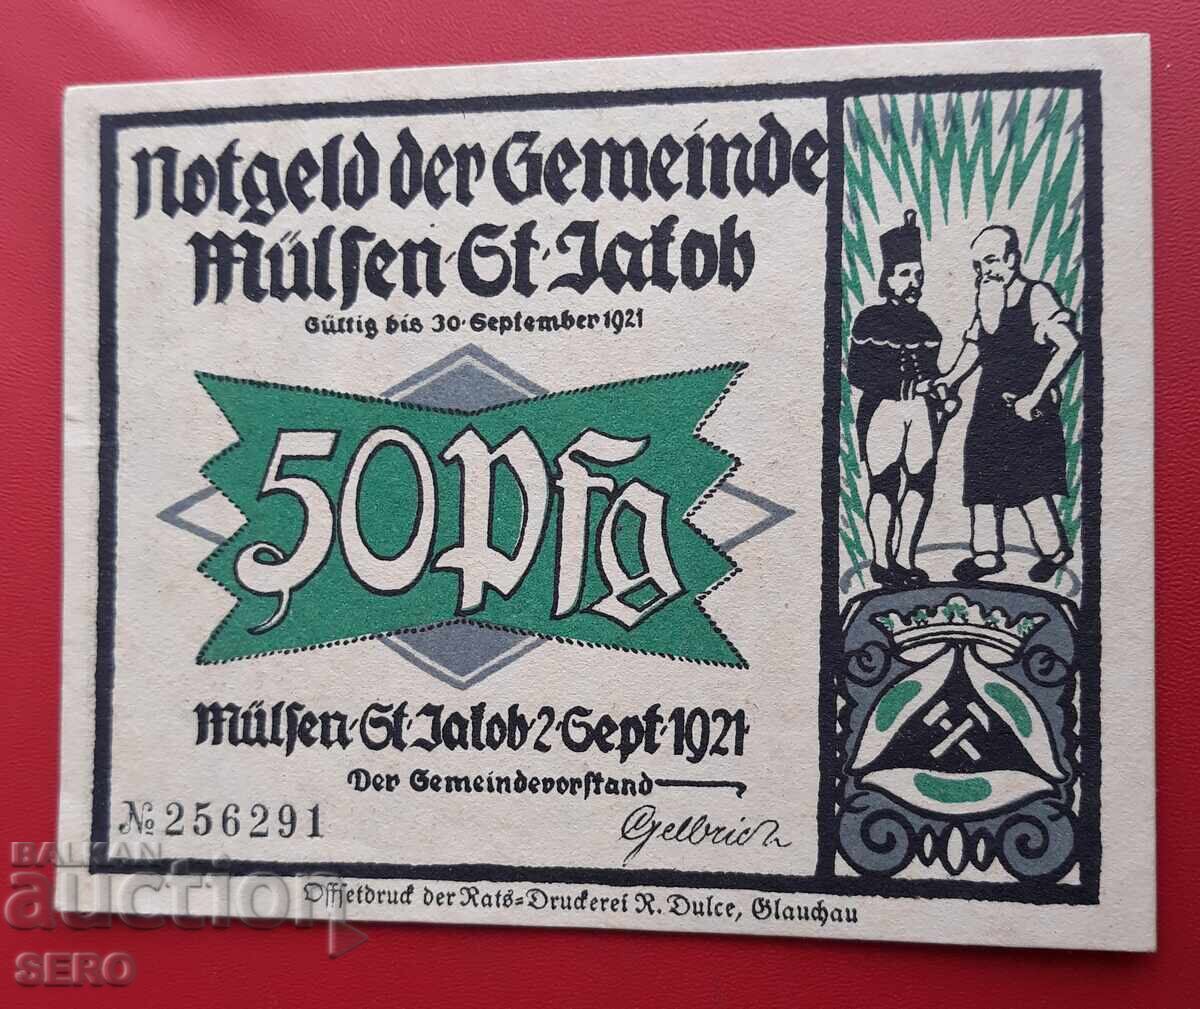 Notgeld der Gemeinde
Mülsen·St·Jakob
Gültig bis 30·September 1921
50 Pfg
Mülsen·St·Jakob·2·Sept·1921
Der Gemeindevorstand
№ 256291
Gelbrich
Offsetdruck der Rats=Druckerei R. Dulce, Glauchau
BALKAN
auction
SERO